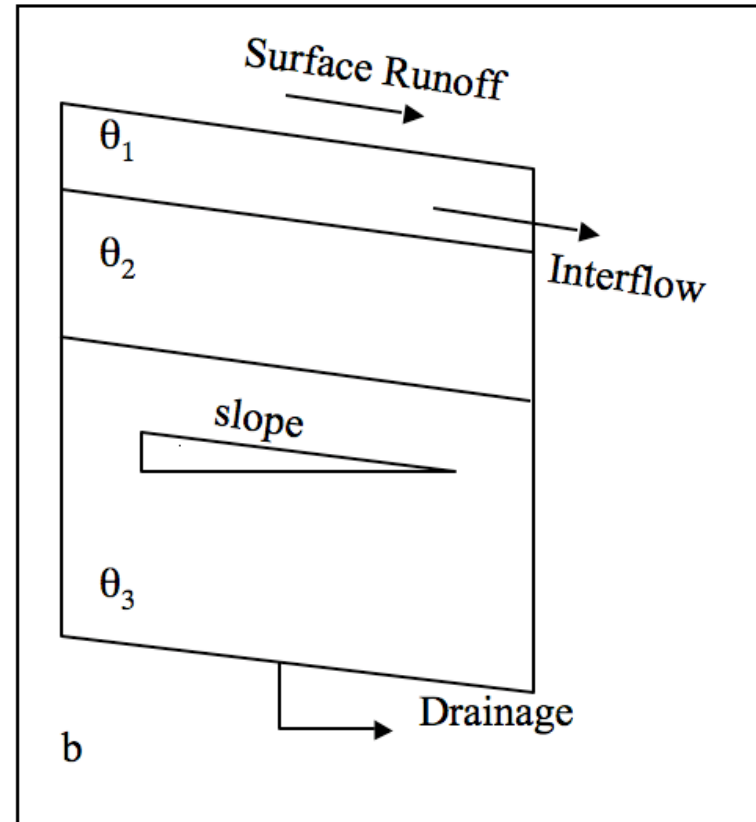 Surface Runoff
θ1
θ2
Interflow
slope
θ3
Drainage
b